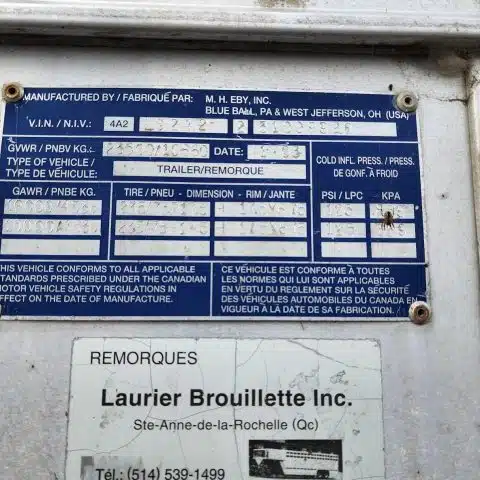 MANUFACTURED BY / FABRIQUÉ PAR: M. H. EBY, INC.
BLUE BALL, PA & WEST JEFFERSON, OH (USA)
V.I.N. / N.I.V.: 4A2
GVWR / PNBV KG.: DATE:
TYPE OF VEHICLE /
TYPE DE VÉHICULE: TRAILER/REMORQUE
COLD INFL. PRESS. / PRESS.
DE GONF. À FROID
GAWR / PNBE KG. TIRE / PNEU - DIMENSION - RIM / JANTE PSI / LPC KPA
THIS VEHICLE CONFORMS TO ALL APPLICABLE
STANDARDS PRESCRIBED UNDER THE CANADIAN
MOTOR VEHICLE SAFETY REGULATIONS IN
EFFECT ON THE DATE OF MANUFACTURE.
CE VÉHICULE EST CONFORME À TOUTES
LES NORMES QUI LUI SONT APPLICABLES
EN VERTU DU REGLEMENT SUR LA SÉCURITÉ
DES VÉHICULES AUTOMOBILES DU CANADA EN
VIGUEUR À LA DATE DE SA FABRICATION.
REMORQUES
Laurier Brouillette Inc.
Ste-Anne-de-la-Rochelle (Qc)
Tél.: (514) 539-1499